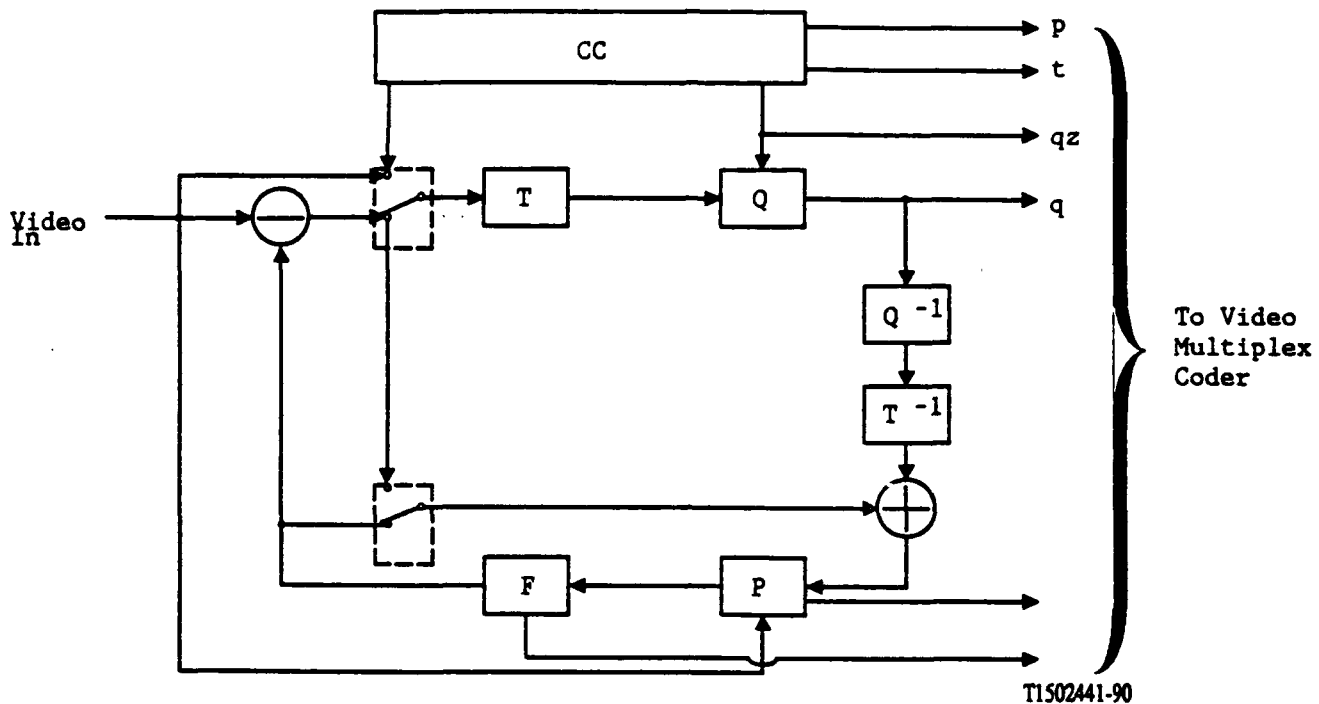 CC
p
t
qz
T
Q
q
Video
In
Q -1
T -1
To Video
Multiplex
Coder
F
P
T1502441-90